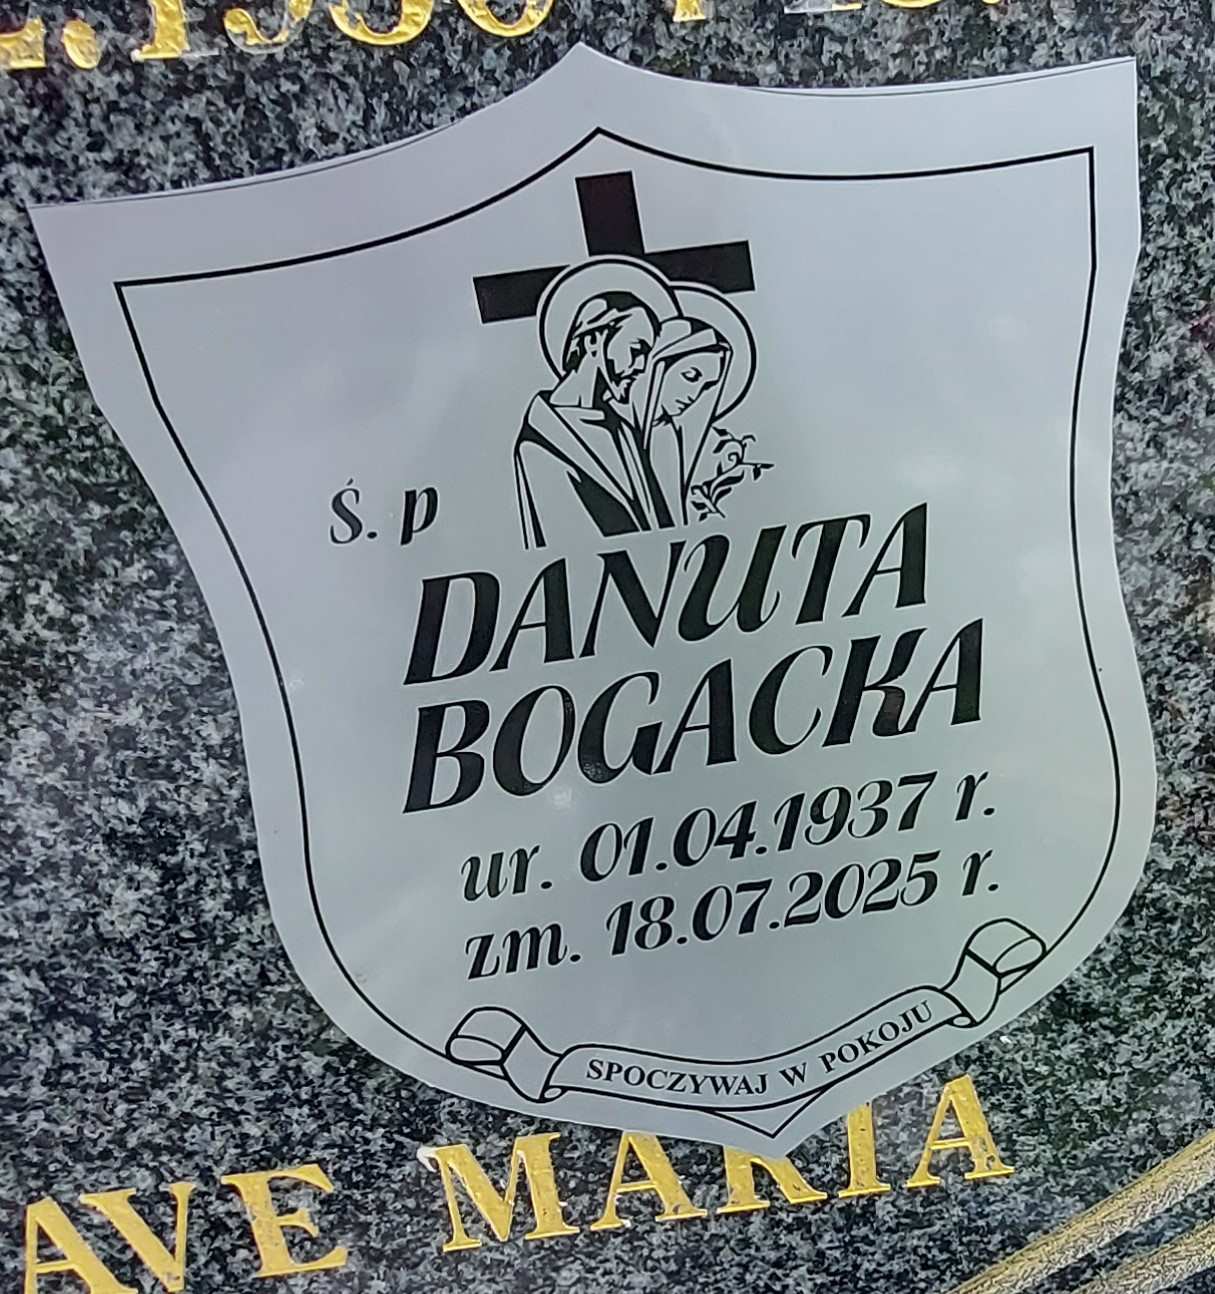 Ś. p
DANUTA
BOGACKA
ur. 01.04.1937 r.
zm. 18.07.2025 r.
SPOCZYWAJ W POKOJU
AVE MARIA